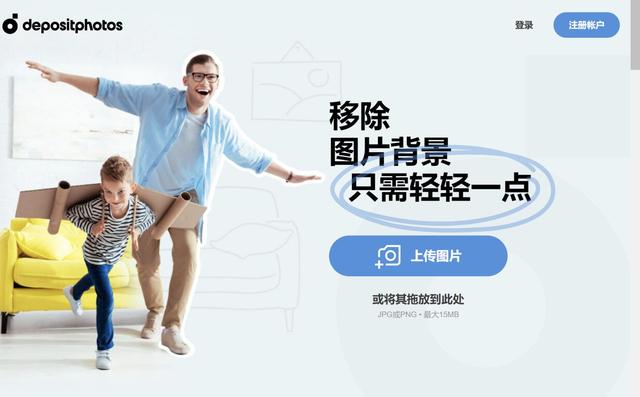 depositphotos
登录
注册帐户
移除
图片背景
只需轻轻一点
上传图片
或将其拖放到此处
JPG或PNG • 最大15MB